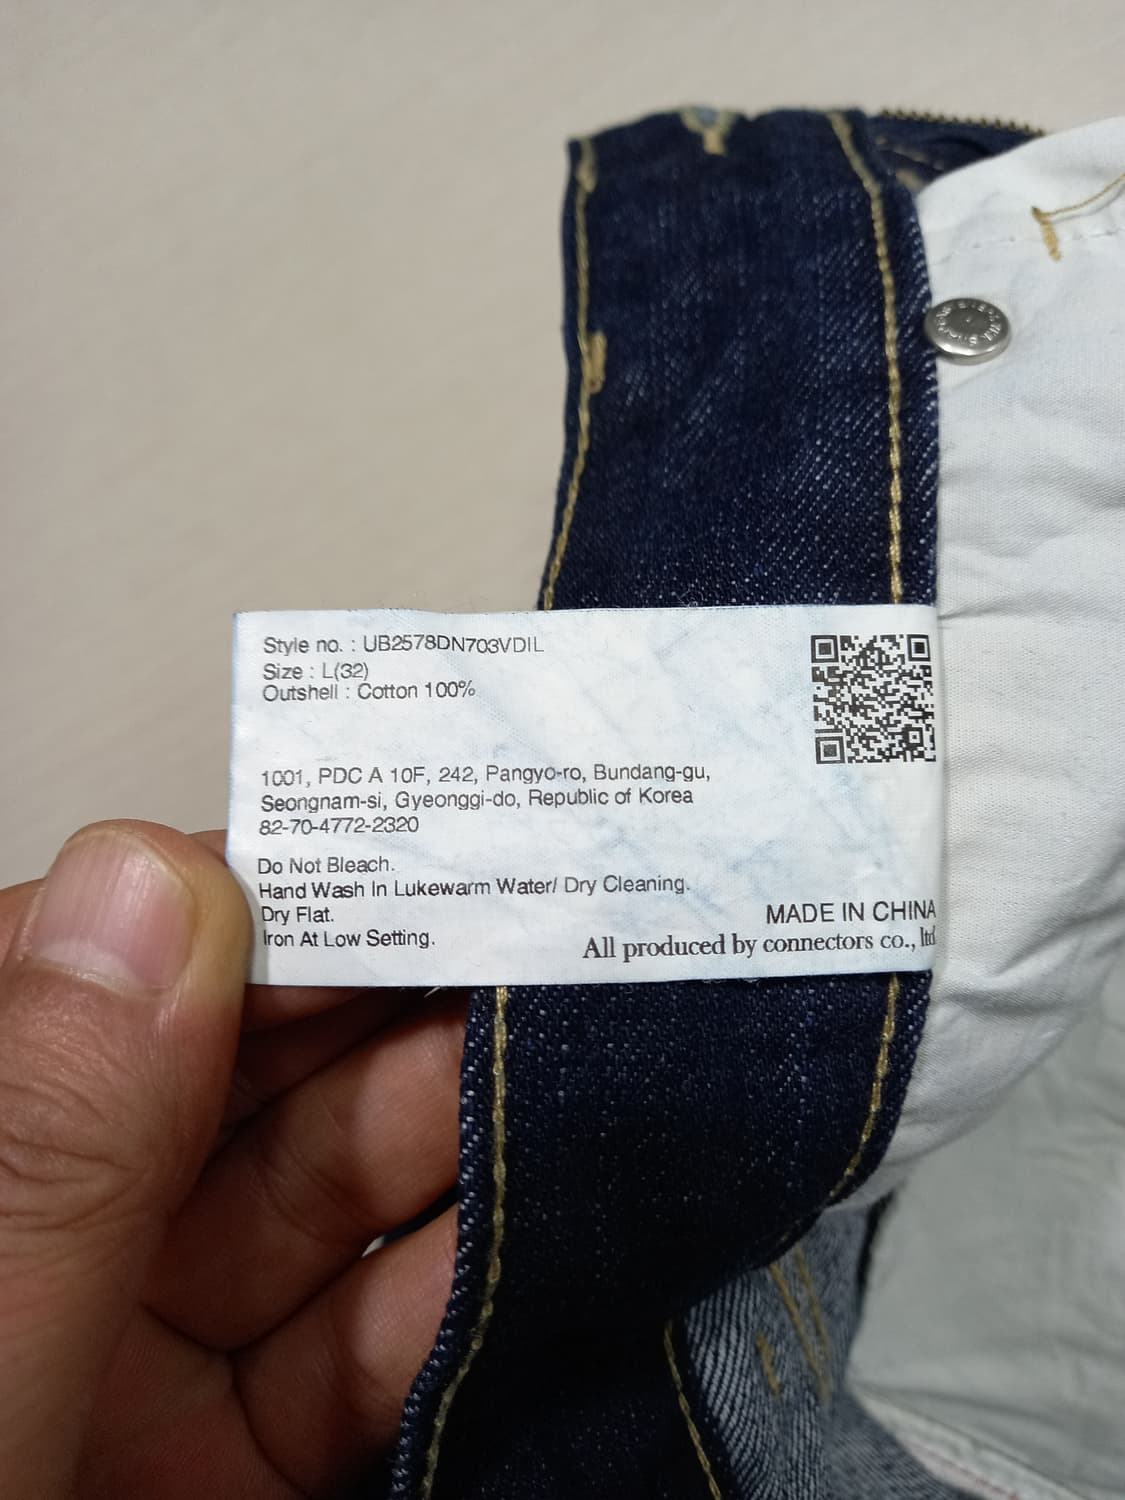 Style no. : UB2578DN703VDIL
Size : L(32)
Outshell : Cotton 100%
1001, PDC A 10F, 242, Pangyo-ro, Bundang-gu,
Seongnam-si, Gyeonggi-do, Republic of Korea
82-70-4772-2320
Do Not Bleach.
Hand Wash In Lukewarm Water/ Dry Cleaning.
Dry Flat.
Iron At Low Setting.
MADE IN CHINA
All produced by connectors co., ltd